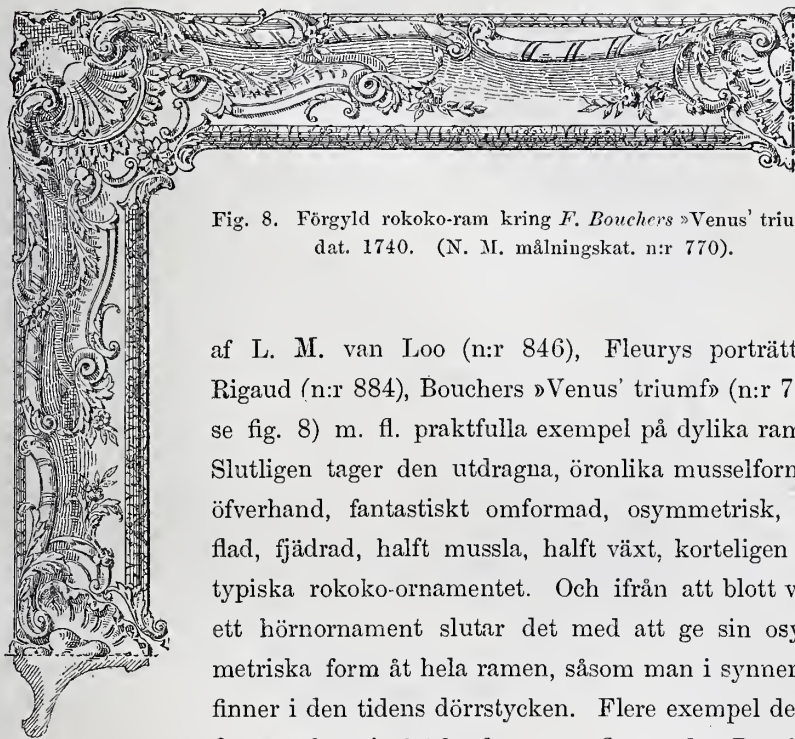 Fig. 8. Förgyld rokoko-ram kring F. Bouchers »Venus' triu
dat. 1740. (N. M. målningskat. n:r 770).
af L. M. van Loo (n:r 846), Fleurys porträtt
Rigaud (n:r 884), Bouchers »Venus' triumf» (n:r 7
se fig. 8) m. fl. praktfulla exempel på dylika ram
Slutligen tager den utdragna, öronlika musselforn
öfverhand, fantastiskt omformad, osymmetrisk,
flad, fjädrad, halft mussla, halft växt, korteligen
typiska rokoko-ornamentet. Och ifrån att blott v
ett hörnornament slutar det med att ge sin osy
metriska form åt hela ramen, såsom man i synner
finner i den tidens dörrstycken. Flere exempel de